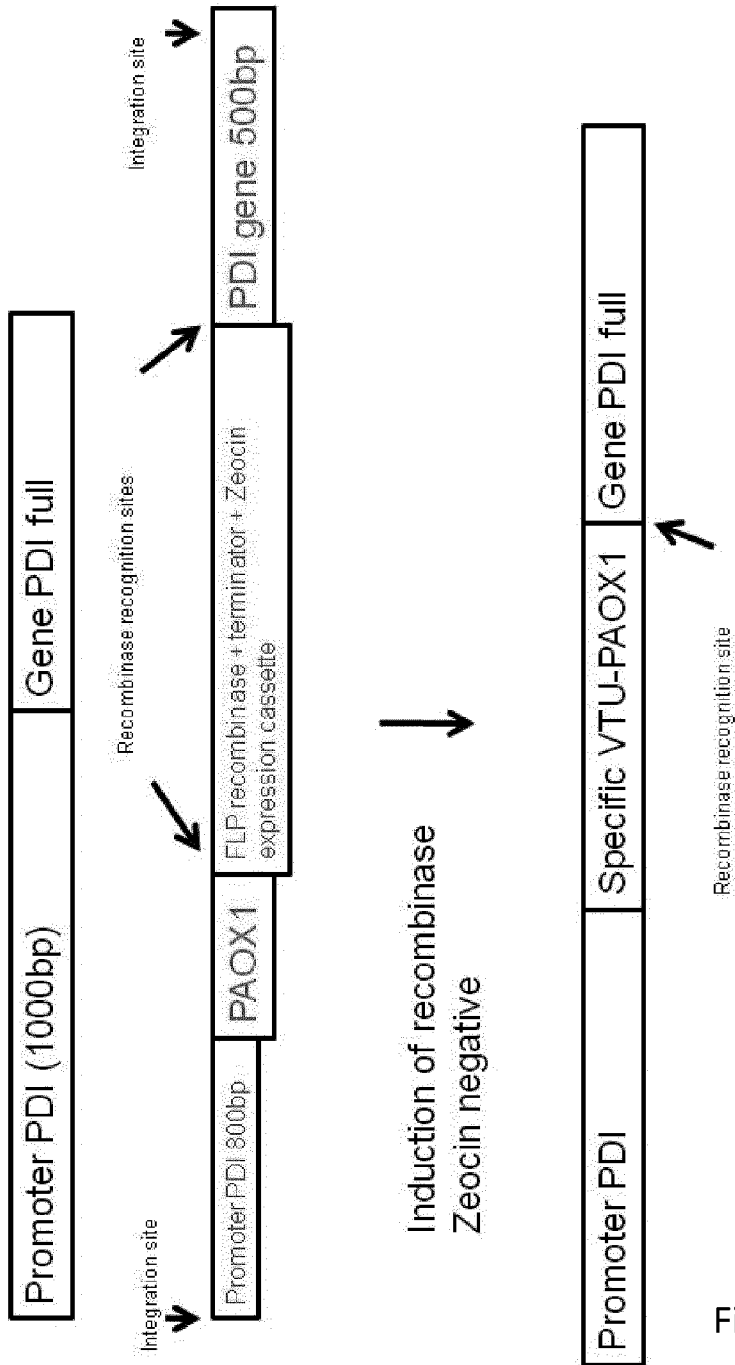 Promoter PDI (1000bp)
Gene PDI full
Integration site
Recombinase recognition sites
Integration site
Promoter PDI 800bp
PAOX1
FLP recombinase + terminator + Zeocin
expression cassette
PDI gene 500bp
Induction of recombinase
Zeocin negative
Promoter PDI
Specific VTU-PAOX1
Gene PDI full
Recombinase recognition site
Fi